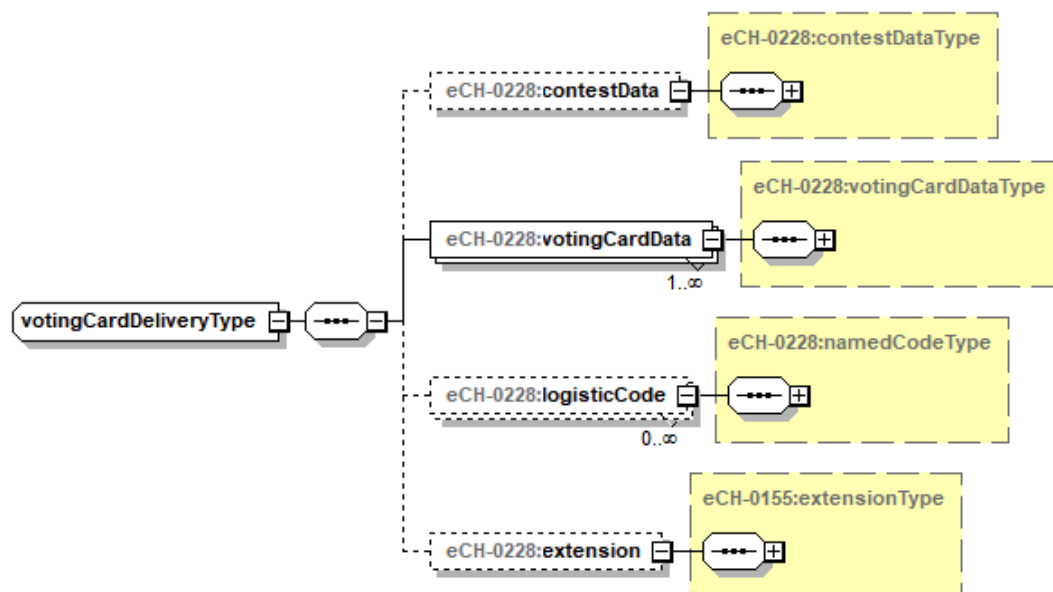 eCH-0228:contestDataType
eCH-0228:contestData
eCH-0228:votingCardDataType
eCH-0228:votingCardData
1..∞
votingCardDeliveryType
eCH-0228:namedCodeType
eCH-0228:logisticCode
0..∞
eCH-0155:extensionType
eCH-0228:extension